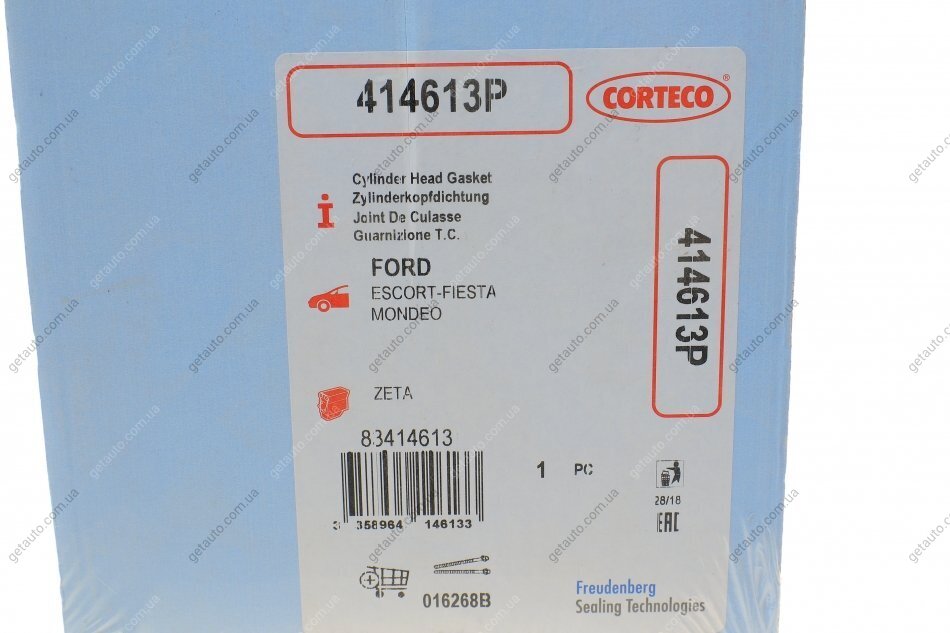 414613P
CORTECO®
Cylinder Head Gasket
Zylinderkopfdichtung
Joint De Culasse
Guarnizione T.C.
FORD
ESCORT-FIESTA
MONDEO
414613P
ZETA
83414613
1 PC
3 358964 146133
28/18
EAC
016268B
Freudenberg
Sealing Technologies
getauto.com.ua